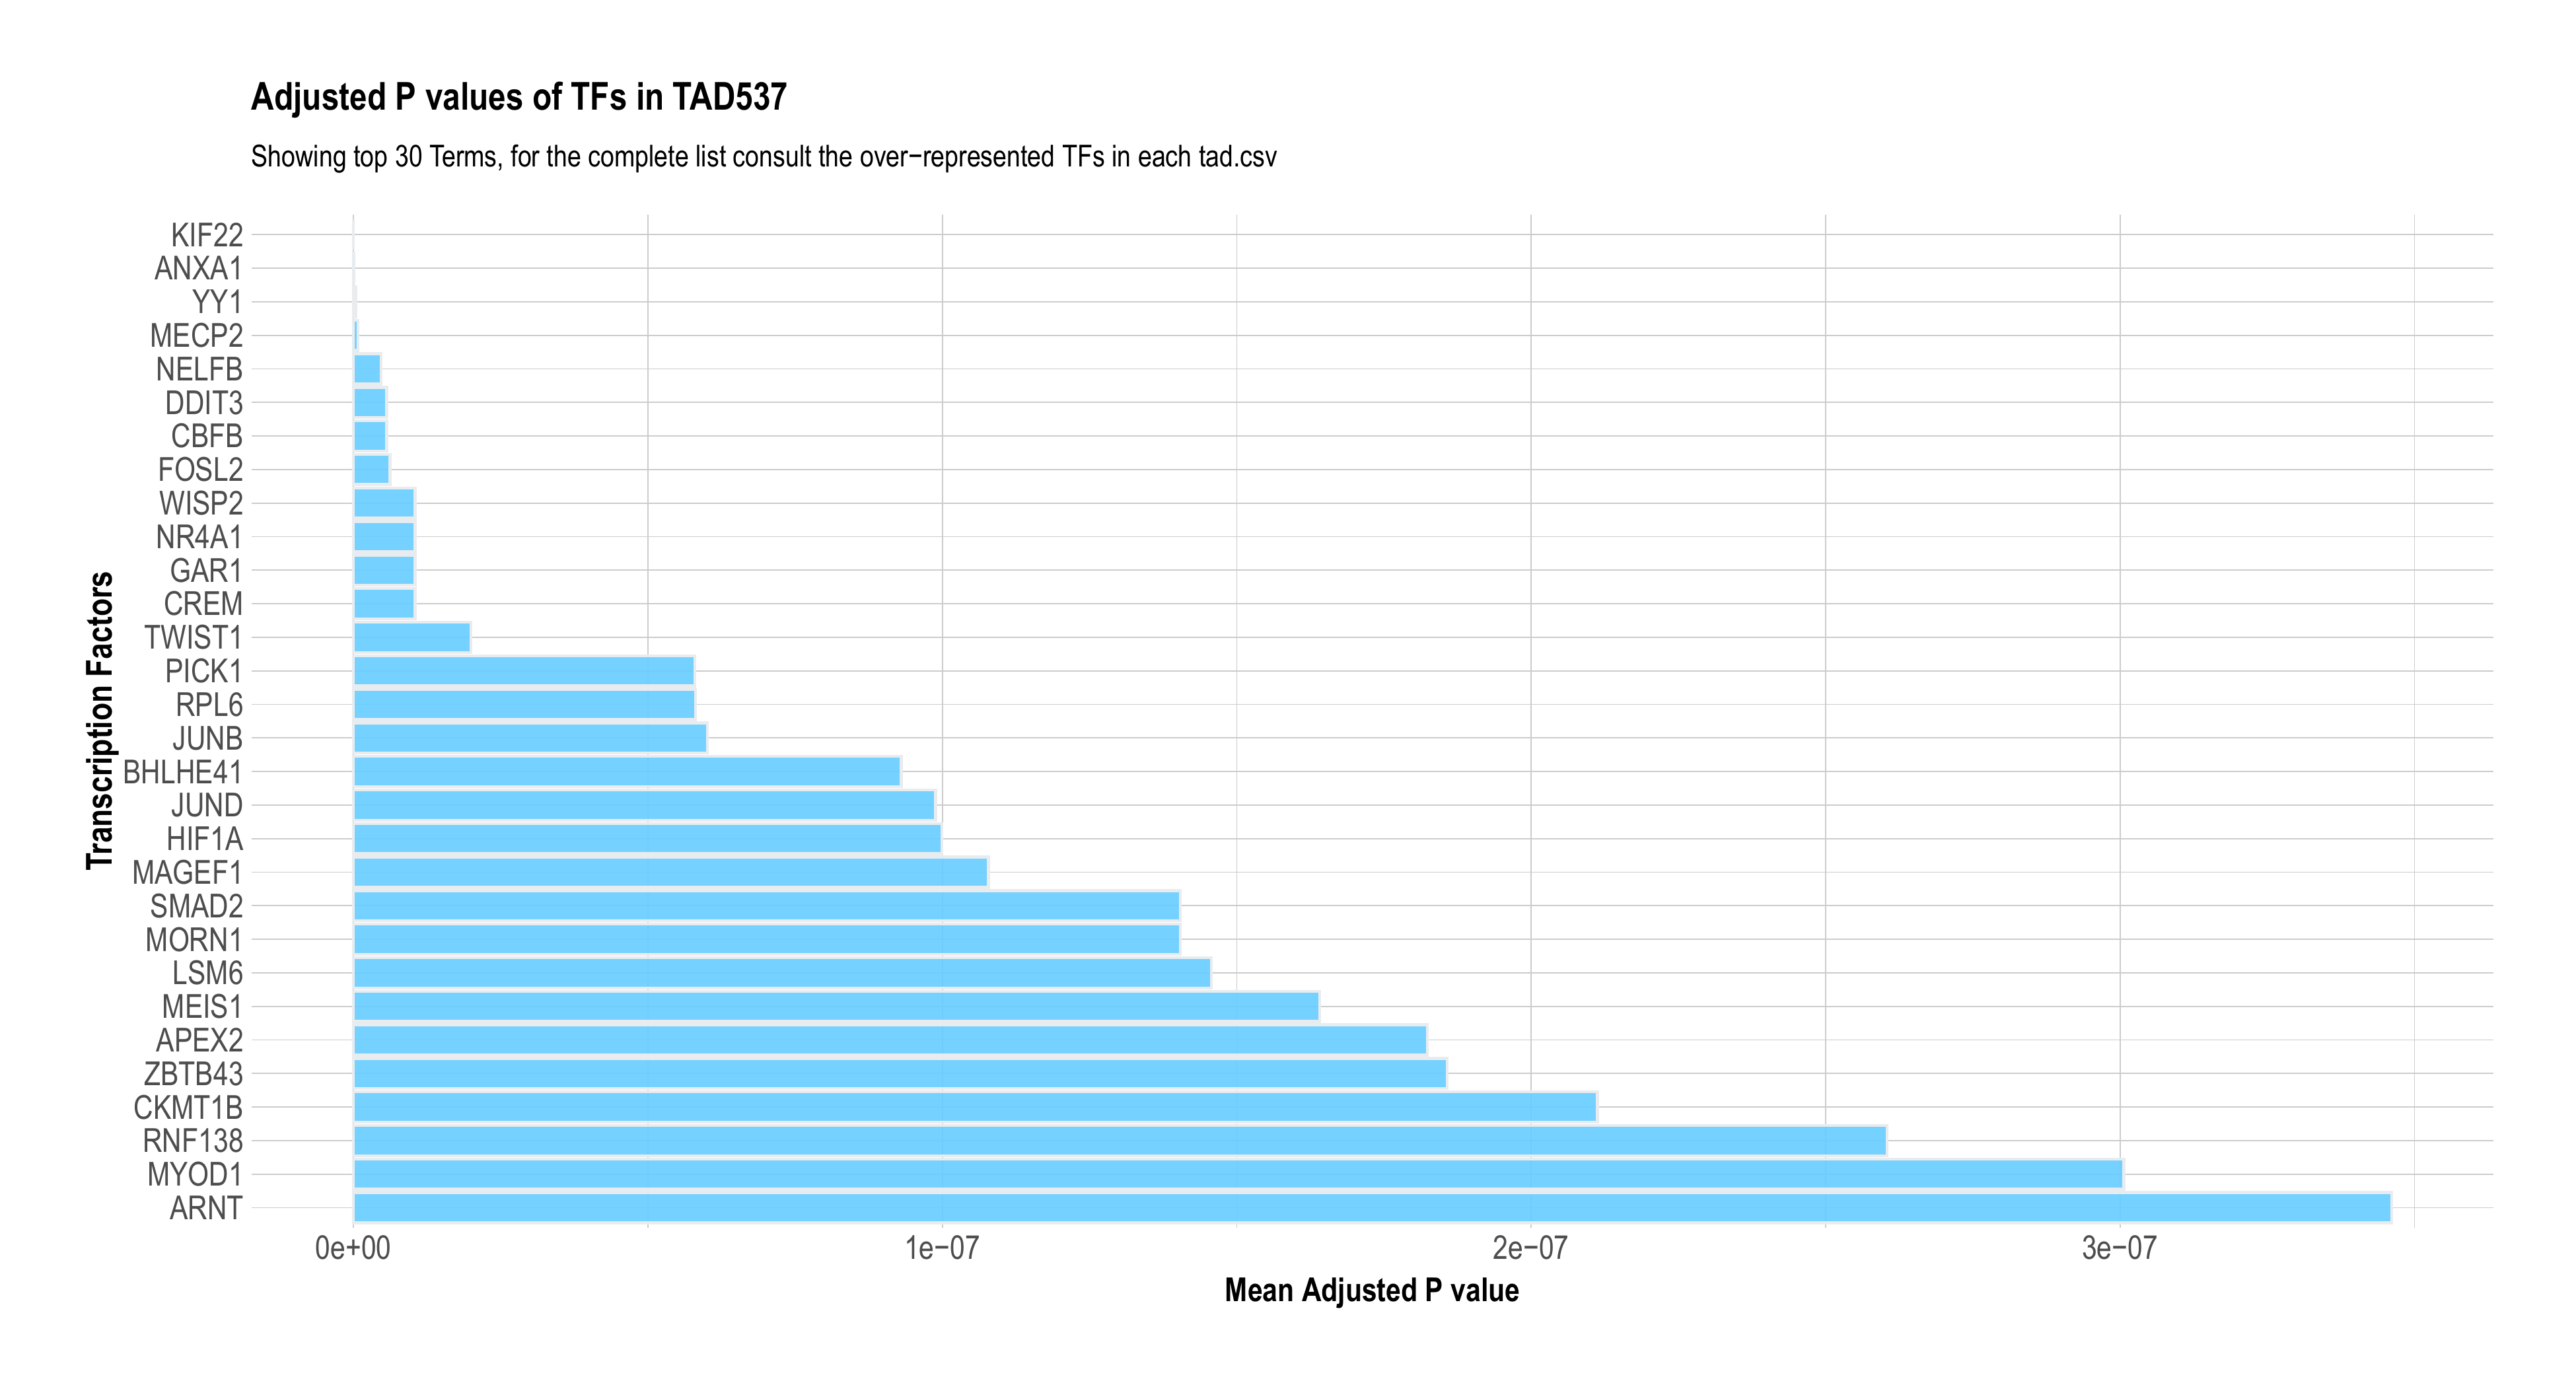 Adjusted P values of TFs in TAD537
Showing top 30 Terms, for the complete list consult the over−represented TFs in each tad.csv
Transcription Factors
KIF22
ANXA1
YY1
MECP2
NELFB
DDIT3
CBFB
FOSL2
WISP2
NR4A1
GAR1
CREM
TWIST1
PICK1
RPL6
JUNB
BHLHE41
JUND
HIF1A
MAGEF1
SMAD2
MORN1
LSM6
MEIS1
APEX2
ZBTB43
CKMT1B
RNF138
MYOD1
ARNT
0e+00 1e−07 2e−07 3e−07
Mean Adjusted P value